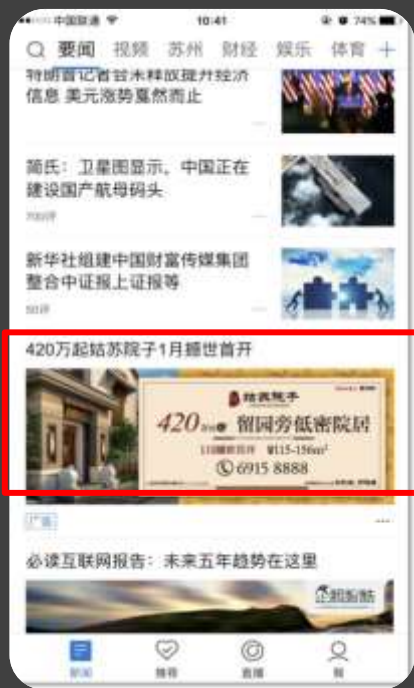 中国联通
10:41
74%
要闻 视频 苏州 财经 娱乐 体育
特朗普记者会未释放提升经济
信息 美元涨势戛然而止
简氏：卫星图显示，中国正在
建设国产航母码头
新华社组建中国财富传媒集团
整合中证报上证报等
420万起姑苏院子1月撼世首开
姑苏院子
420 留园旁低密院居
115-156m²
6915 8888
广告
必读互联网报告：未来五年趋势在这里
企鹅智酷
新闻 推荐 直播 我